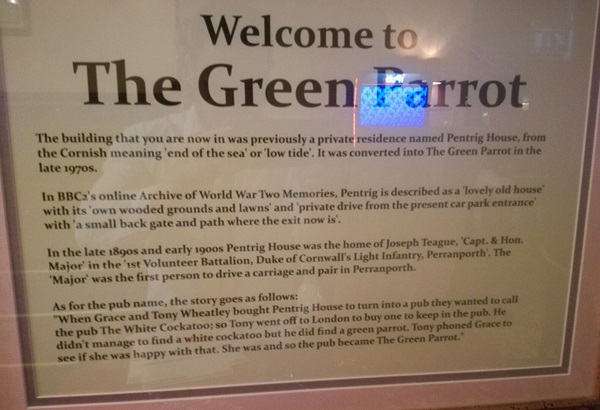 Welcome to
The Green Parrot
The building that you are now in was previously a private residence named Pentrig House, from
the Cornish meaning 'end of the sea' or 'low tide'. It was converted into The Green Parrot in the
late 1970s.
In BBC2's online Archive of World War Two Memories, Pentrig is described as a 'lovely old house'
with its 'own wooded grounds and lawns' and 'private drive from the present car park entrance'
with 'a small back gate and path where the exit now is'.
In the late 1890s and early 1900s Pentrig House was the home of Joseph Teague, 'Capt. & Hon.
Major' in the '1st Volunteer Battalion, Duke of Cornwall's Light Infantry, Perranporth'. The
'Major' was the first person to drive a carriage and pair in Perranporth.
As for the pub name, the story goes as follows:
"When Grace and Tony Wheatley bought Pentrig House to turn into a pub they wanted to call
the pub The White Cockatoo; so Tony went off to London to buy one to keep in the pub. He
didn't manage to find a white cockatoo but he did find a green parrot. Tony phoned Grace to
see if she was happy with that. She was and so the pub became The Green Parrot."